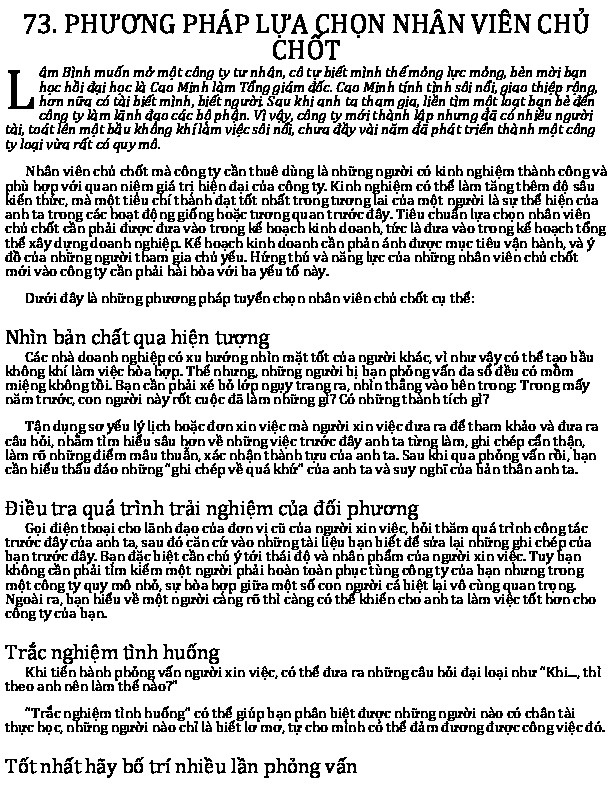 73. PHƯƠNG PHÁP LỰA CHỌN NHÂN VIÊN CHỦ
CHỐT
Lâm Bình muốn mở một công ty tư nhân, cô tự biết mình thế mỏng lực mỏng, bèn mời bạn
học hồi đại học là Cao Minh làm Tổng giám đốc. Cao Minh tính tình sôi nổi, giao thiệp rộng,
hơn nữa có tài biết mình, biết người. Sau khi anh ta tham gia, liền tìm một loạt bạn bè đến
công ty làm lãnh đạo các bộ phận. Vì vậy, công ty mới thành lập nhưng đã có nhiều người
tài, toát lên một bầu không khí làm việc sôi nổi, chưa đầy vài năm đã phát triển thành một công
ty loại vừa rất có quy mô.
Nhân viên chủ chốt mà công ty cần thuê dùng là những người có kinh nghiệm thành công và
phù hợp với quan niệm giá trị hiện đại của công ty. Kinh nghiệm có thể làm tăng thêm độ sâu
kiến thức, mà một tiêu chí thành đạt tốt nhất trong tương lai của một người là sự thể hiện của
anh ta trong các hoạt động giống hoặc tương quan trước đây. Tiêu chuẩn lựa chọn nhân viên
chủ chốt cần phải được đưa vào trong kế hoạch kinh doanh, tức là đưa vào trong kế hoạch tổng
thể xây dựng doanh nghiệp. Kế hoạch kinh doanh cần phản ánh được mục tiêu vận hành, và ý
đồ của những người tham gia chủ yếu. Hứng thú và năng lực của những nhân viên chủ chốt
mới vào công ty cần phải hài hòa với ba yếu tố này.
Dưới đây là những phương pháp tuyển chọn nhân viên chủ chốt cụ thể:
Nhìn bản chất qua hiện tượng
Các nhà doanh nghiệp có xu hướng nhìn mặt tốt của người khác, vì như vậy có thể tạo bầu
không khí làm việc hòa hợp. Thế nhưng, những người bị bạn phỏng vấn đa số đều có mồm
miệng không tồi. Bạn cần phải xé bỏ lớp ngụy trang ra, nhìn thẳng vào bên trong: Trong mấy
năm trước, con người này rốt cuộc đã làm những gì? Có những thành tích gì?
Tận dụng sơ yếu lý lịch hoặc đơn xin việc mà người xin việc đưa ra để tham khảo và đưa ra
câu hỏi, nhằm tìm hiểu sâu hơn về những việc trước đây anh ta từng làm, ghi chép cẩn thận,
làm rõ những điểm mâu thuẫn, xác nhận thành tựu của anh ta. Sau khi qua phỏng vấn rồi, bạn
cần hiểu thấu đáo những "ghi chép về quá khứ" của anh ta và suy nghĩ của bản thân anh ta.
Điều tra quá trình trải nghiệm của đối phương
Gọi điện thoại cho lãnh đạo của đơn vị cũ của người xin việc, hỏi thăm quá trình công tác
trước đây của anh ta, sau đó căn cứ vào những tài liệu bạn biết để sửa lại những ghi chép của
bạn trước đây. Bạn đặc biệt cần chú ý tới thái độ và nhân phẩm của người xin việc. Tuy bạn
không cần phải tìm kiếm một người phải hoàn toàn phục tùng công ty của bạn nhưng trong
một công ty quy mô nhỏ, sự hòa hợp giữa một số con người cá biệt lại vô cùng quan trọng.
Ngoài ra, bạn hiểu về một người càng rõ thì càng có thể khiến cho anh ta làm việc tốt hơn cho
công ty của bạn.
Trắc nghiệm tình huống
Khi tiến hành phỏng vấn người xin việc, có thể đưa ra những câu hỏi đại loại như "Khi..., thì
theo anh nên làm thế nào?"
"Trắc nghiệm tình huống" có thể giúp bạn phân biệt được những người nào có chân tài
thực học, những người nào chỉ là biết lơ mơ, tự cho mình có thể đảm đương được công việc đó.
Tốt nhất hãy bố trí nhiều lần phỏng vấn